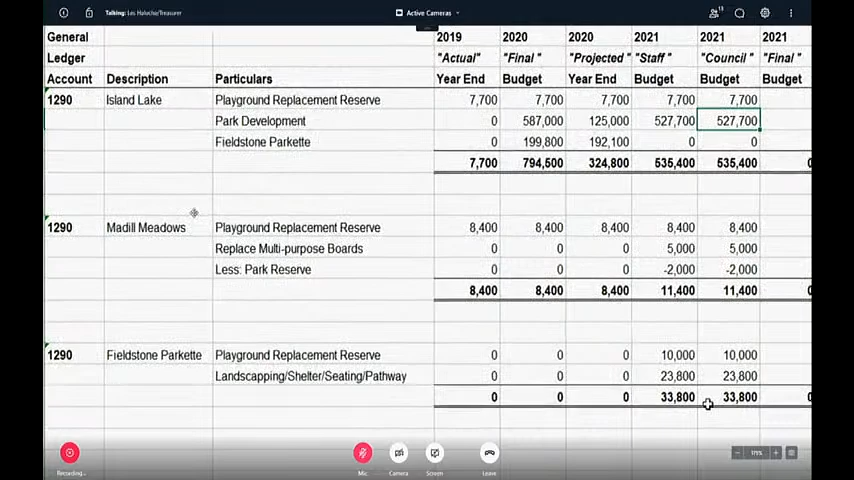 Talking: Les Halucha/Treasurer
Active Cameras
13
General 2019 2020 2020 2021 2021 2021
Ledger "Actual" "Final" "Projected" "Staff" "Council" "Final"
Account Description Particulars Year End Budget Year End Budget Budget Budget
1290 Island Lake Playground Replacement Reserve 7,700 7,700 7,700 7,700 7,700
Park Development 0 587,000 125,000 527,700 527,700
Fieldstone Parkette 0 199,800 192,100 0 0
7,700 794,500 324,800 535,400 535,400 0
1290 Madill Meadows Playground Replacement Reserve 8,400 8,400 8,400 8,400 8,400
Replace Multi-purpose Boards 0 0 0 5,000 5,000
Less: Park Reserve 0 0 0 -2,000 -2,000
8,400 8,400 8,400 11,400 11,400 0
1290 Fieldstone Parkette Playground Replacement Reserve 0 0 0 10,000 10,000
Landscapping/Shelter/Seating/Pathway 0 0 0 23,800 23,800
0 0 0 33,800 33,800 0
Recording... Mic Camera Screen Leave